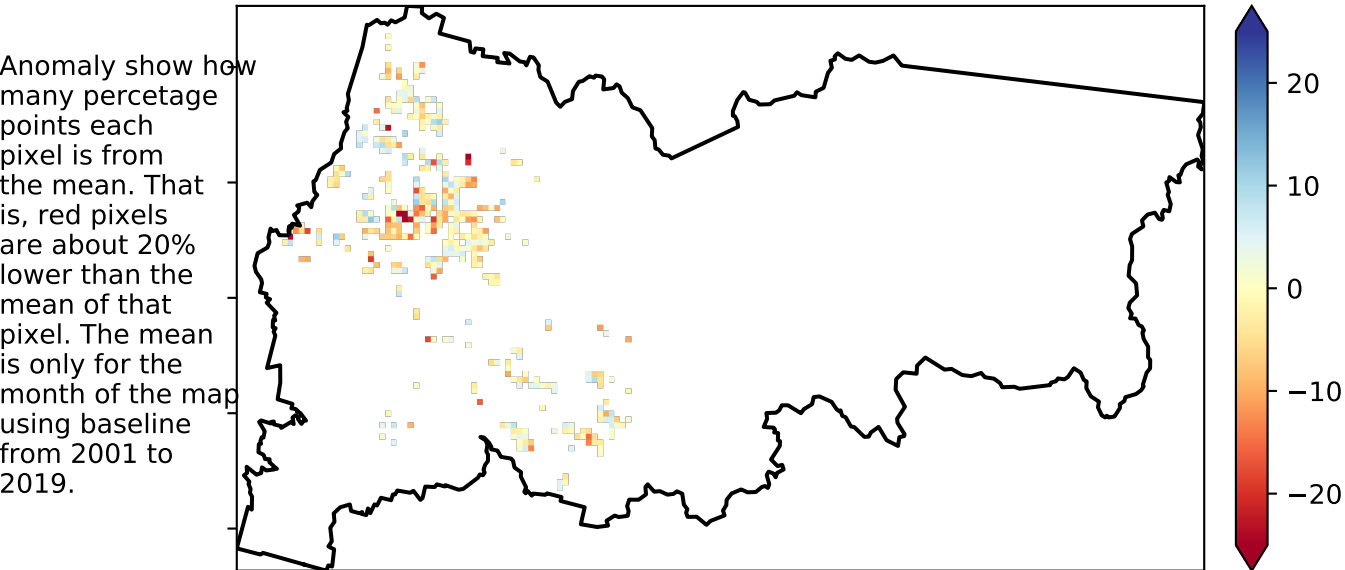 Anomaly show how
many percetage
points each
pixel is from
the mean. That
is, red pixels
are about 20%
lower than the
mean of that
pixel. The mean
is only for the
month of the map
using baseline
from 2001 to
2019.
20
10
0
−10
−20